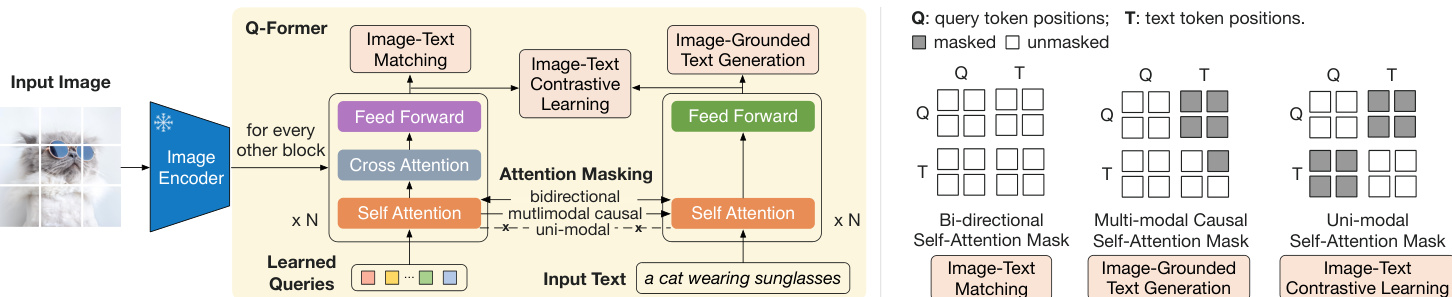 Q-Former
Input Image
Image
Encoder
for every
other block
Image-Text
Matching
Image-Text
Contrastive
Learning
Image-Grounded
Text Generation
Feed Forward
Cross Attention
Self Attention
x N
Feed Forward
Self Attention
x N
Attention Masking
bidirectional
mutlimodal causal
x uni-modal x
Learned
Queries
...
Input Text
a cat wearing sunglasses
Q: query token positions; T: text token positions.
masked unmasked
Q T
Q
T
Bi-directional
Self-Attention Mask
Image-Text
Matching
Q T
Q
T
Multi-modal Causal
Self-Attention Mask
Image-Grounded
Text Generation
Q T
Q
T
Uni-modal
Self-Attention Mask
Image-Text
Contrastive Learning